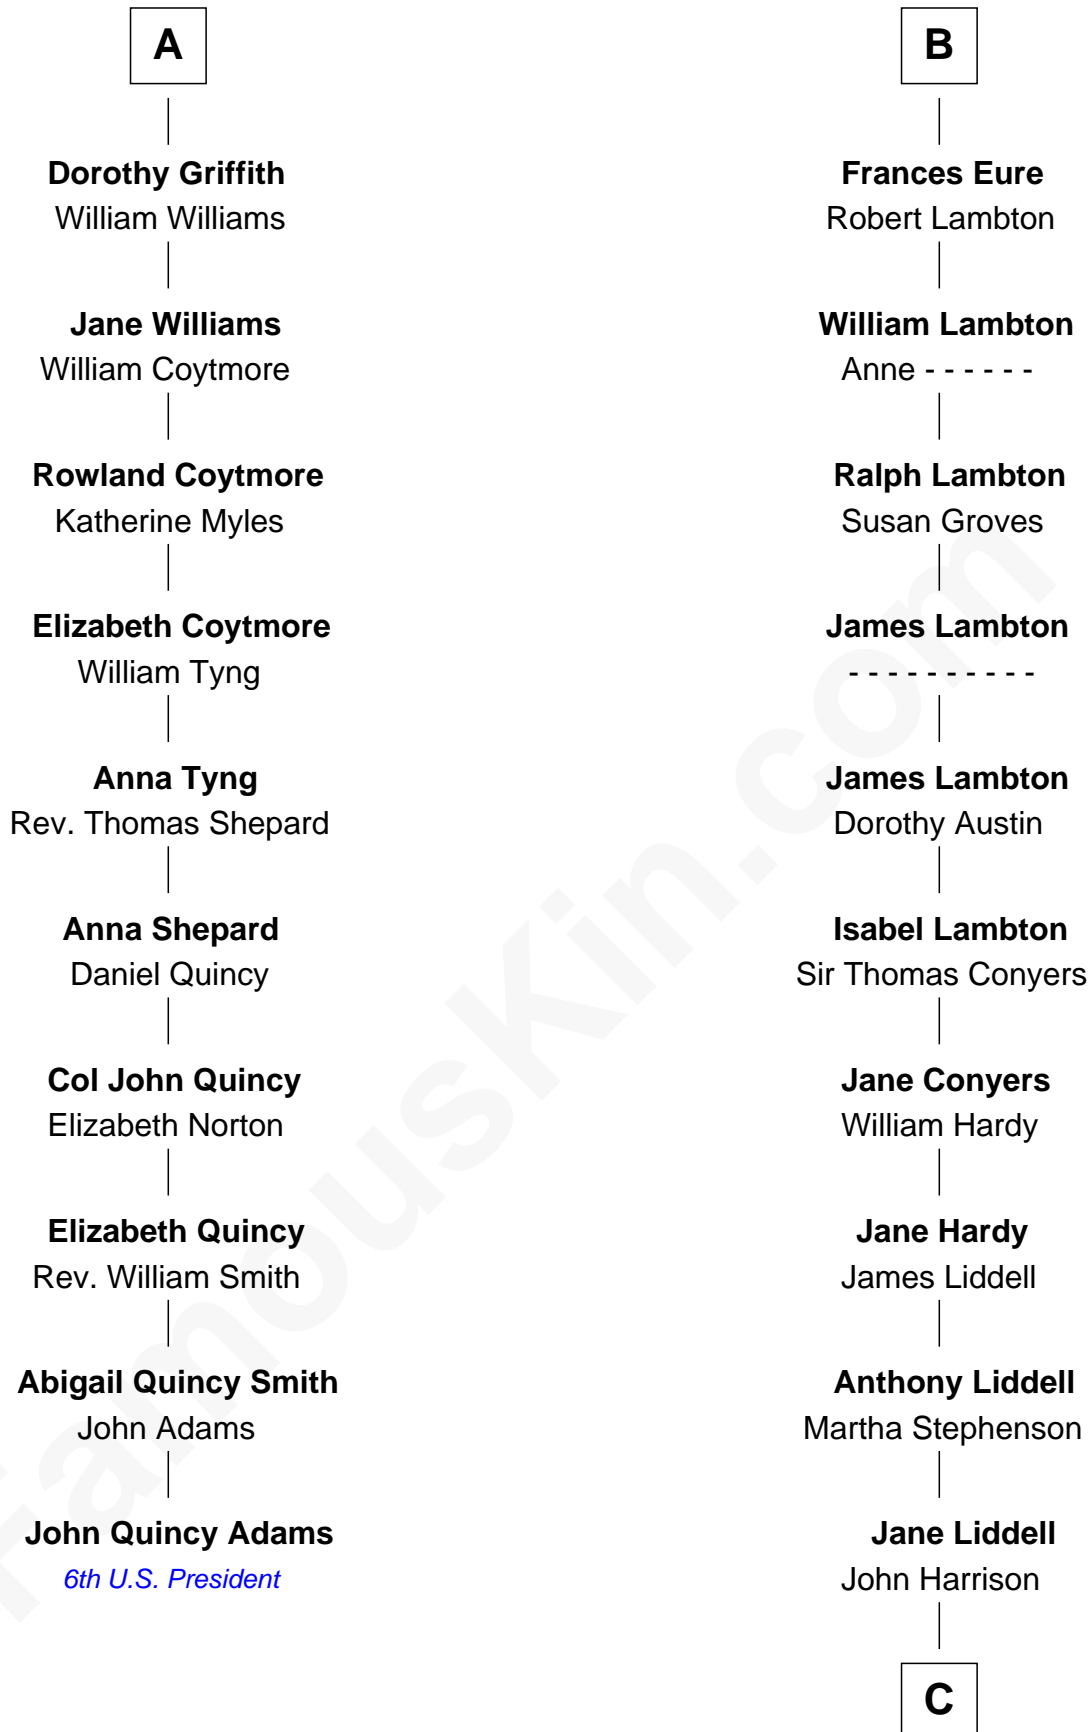 A
Dorothy Griffith
William Williams
Jane Williams
William Coytmore
Rowland Coytmore
Katherine Myles
Elizabeth Coytmore
William Tyng
Anna Tyng
Rev. Thomas Shepard
Anna Shepard
Daniel Quincy
Col John Quincy
Elizabeth Norton
Elizabeth Quincy
Rev. William Smith
Abigail Quincy Smith
John Adams
John Quincy Adams
6th U.S. President
B
Frances Eure
Robert Lambton
William Lambton
Anne - - - - - -
Ralph Lambton
Susan Groves
James Lambton
- - - - - - - - - -
James Lambton
Dorothy Austin
Isabel Lambton
Sir Thomas Conyers
Jane Conyers
William Hardy
Jane Hardy
James Liddell
Anthony Liddell
Martha Stephenson
Jane Liddell
John Harrison
C
FamousKin.com